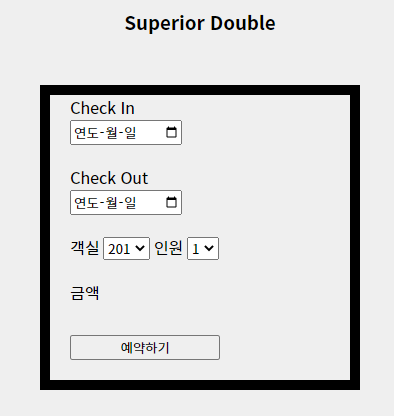 Superior Double
Check In
연도-월-일
Check Out
연도-월-일
객실 201 인원 1
금액
예약하기